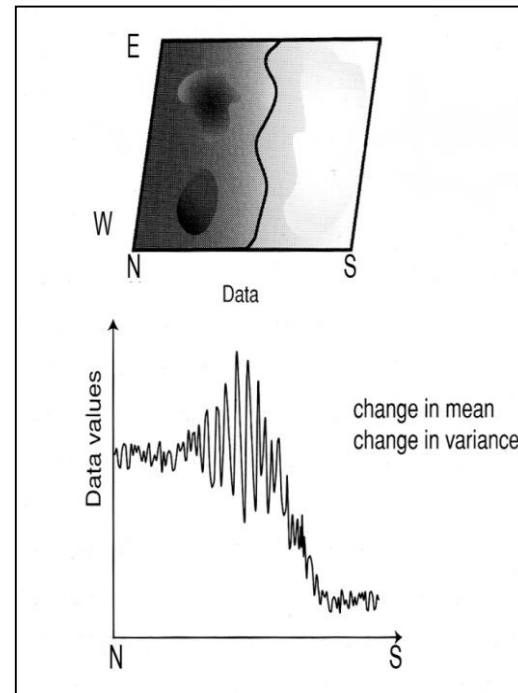 E
W
N
S
Data
Data values
change in mean
change in variance
N
S